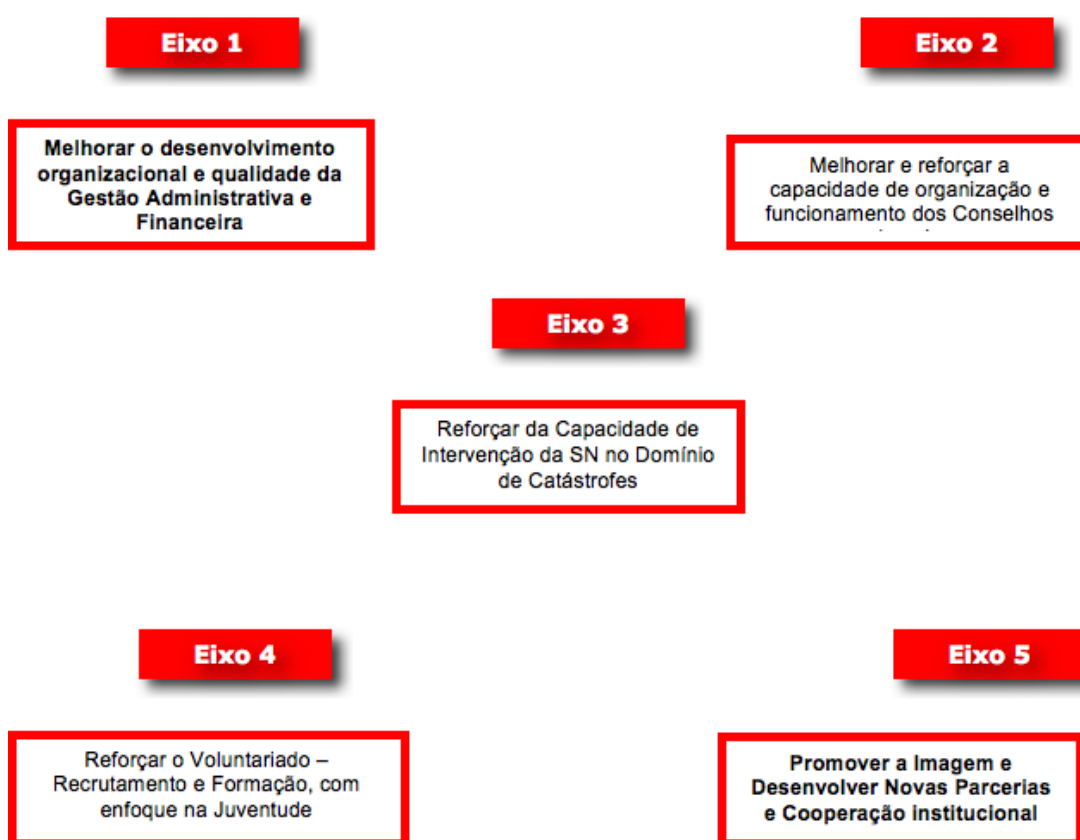 Eixo 1
Melhorar o desenvolvimento
organizacional e qualidade da
Gestão Administrativa e
Financeira
Eixo 2
Melhorar e reforçar a
capacidade de organização e
funcionamento dos Conselhos
Eixo 3
Reforçar da Capacidade de
Intervenção da SN no Domínio
de Catástrofes
Eixo 4
Reforçar o Voluntariado –
Recrutamento e Formação, com
enfoque na Juventude
Eixo 5
Promover a Imagem e
Desenvolver Novas Parcerias
e Cooperação institucional